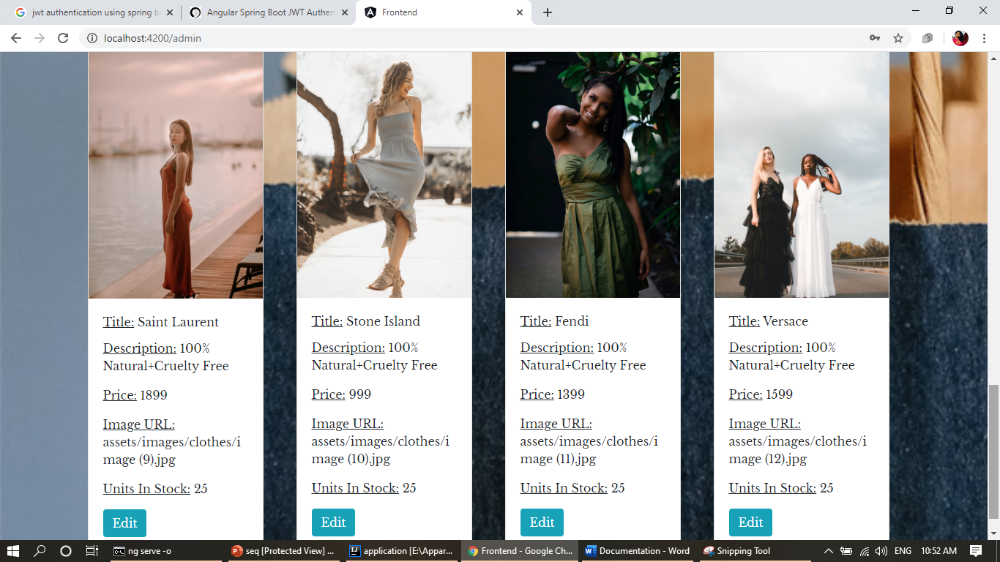 jwt authentication using spring b
Angular Spring Boot JWT Authen
Frontend
localhost:4200/admin
Title: Saint Laurent
Description: 100%
Natural+Cruelty Free
Price: 1899
Image URL:
assets/images/clothes/i
mage (9).jpg
Units In Stock: 25
Edit
Title: Stone Island
Description: 100%
Natural+Cruelty Free
Price: 999
Image URL:
assets/images/clothes/i
mage (10).jpg
Units In Stock: 25
Edit
Title: Fendi
Description: 100%
Natural+Cruelty Free
Price: 1399
Image URL:
assets/images/clothes/i
mage (11).jpg
Units In Stock: 25
Edit
Title: Versace
Description: 100%
Natural+Cruelty Free
Price: 1599
Image URL:
assets/images/clothes/i
mage (12).jpg
Units In Stock: 25
Edit
ng serve -o
seq [Protected View] ...
application [E:\Appar...
Frontend - Google Ch...
Documentation - Word
Snipping Tool
ENG
10:52 AM